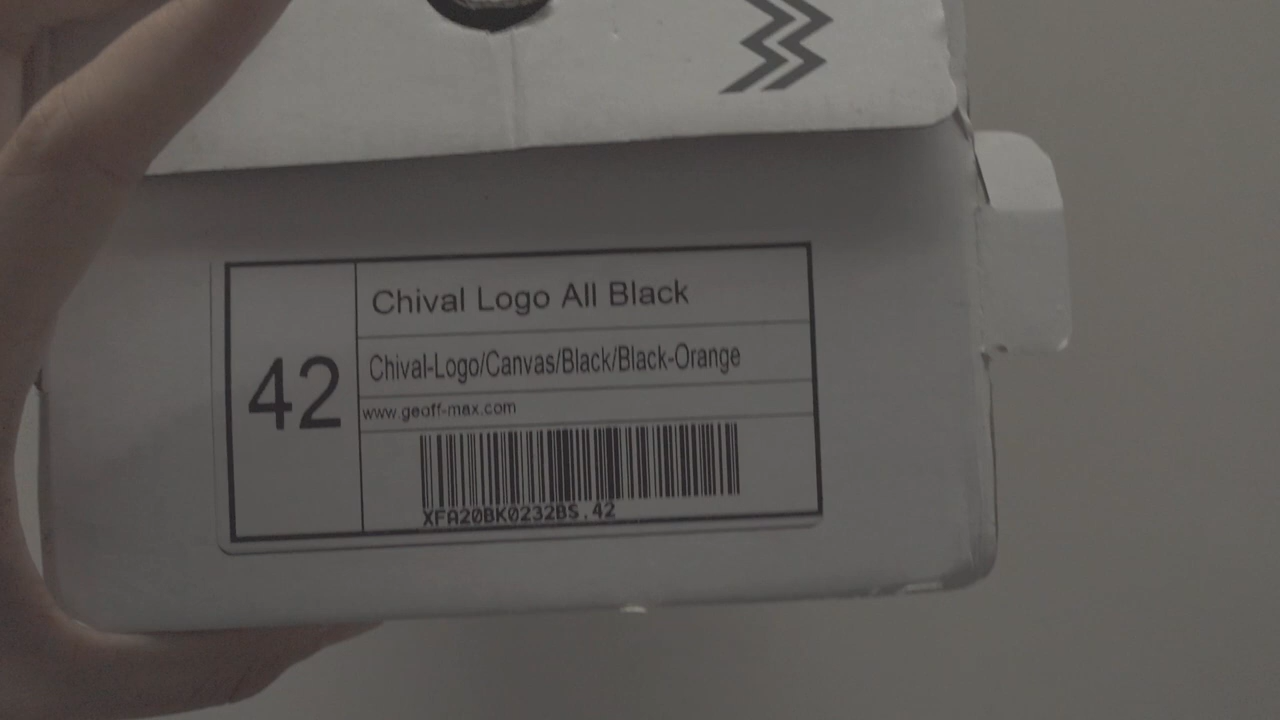 42
Chival Logo All Black
Chival-Logo/Canvas/Black/Black-Orange
www.geoff-max.com
XFA20BK0232BS.42